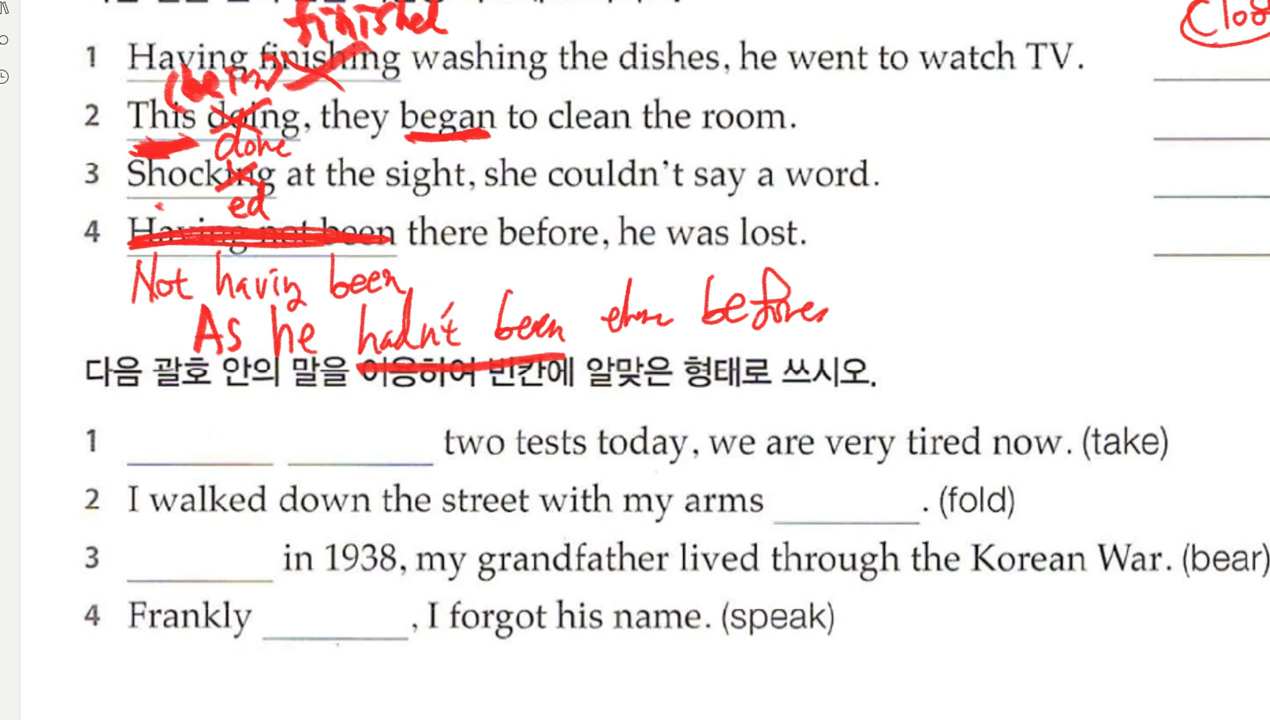 finished
1 Having finishing washing the dishes, he went to watch TV.
(being)
2 This doing, they began to clean the room.
done
3 Shocking at the sight, she couldn't say a word.
ed
4 Having not been there before, he was lost.
Not having been
As he hadn't been before
다음 괄호 안의 말을 이용하여 빈칸에 알맞은 형태로 쓰시오.
1 ________ ________ two tests today, we are very tired now. (take)
2 I walked down the street with my arms ________. (fold)
3 ________ in 1938, my grandfather lived through the Korean War. (bear)
4 Frankly ________, I forgot his name. (speak)